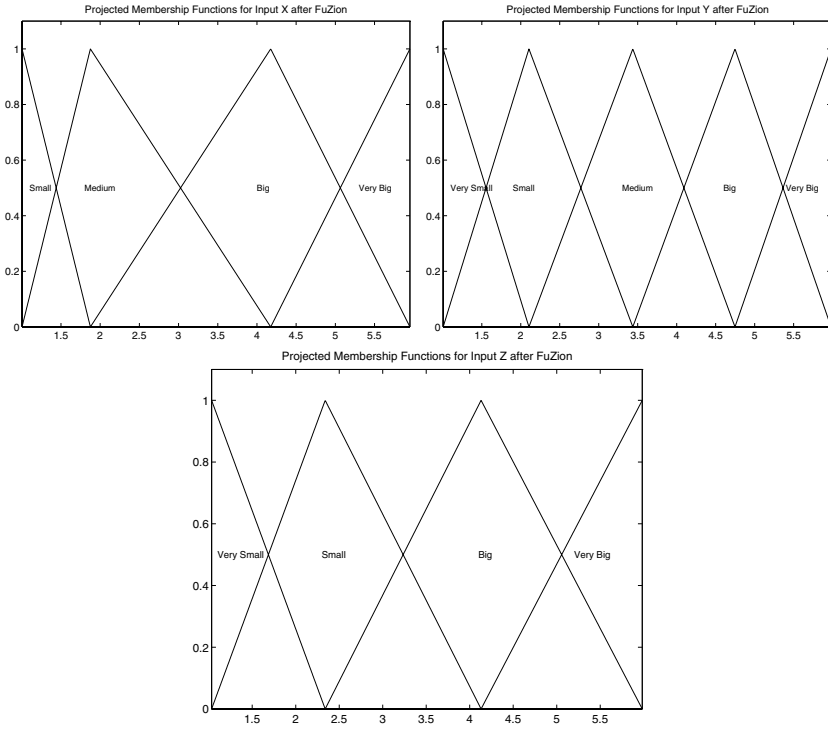 Projected Membership Functions for Input X after FuZion
1
0.8
0.6
0.4
0.2
0
Small
Medium
Big
Very Big
1.5 2 2.5 3 3.5 4 4.5 5 5.5
Projected Membership Functions for Input Y after FuZion
1
0.8
0.6
0.4
0.2
0
Very Small
Small
Medium
Big
Very Big
1.5 2 2.5 3 3.5 4 4.5 5 5.5
Projected Membership Functions for Input Z after FuZion
1
0.8
0.6
0.4
0.2
0
Very Small
Small
Big
Very Big
1.5 2 2.5 3 3.5 4 4.5 5 5.5